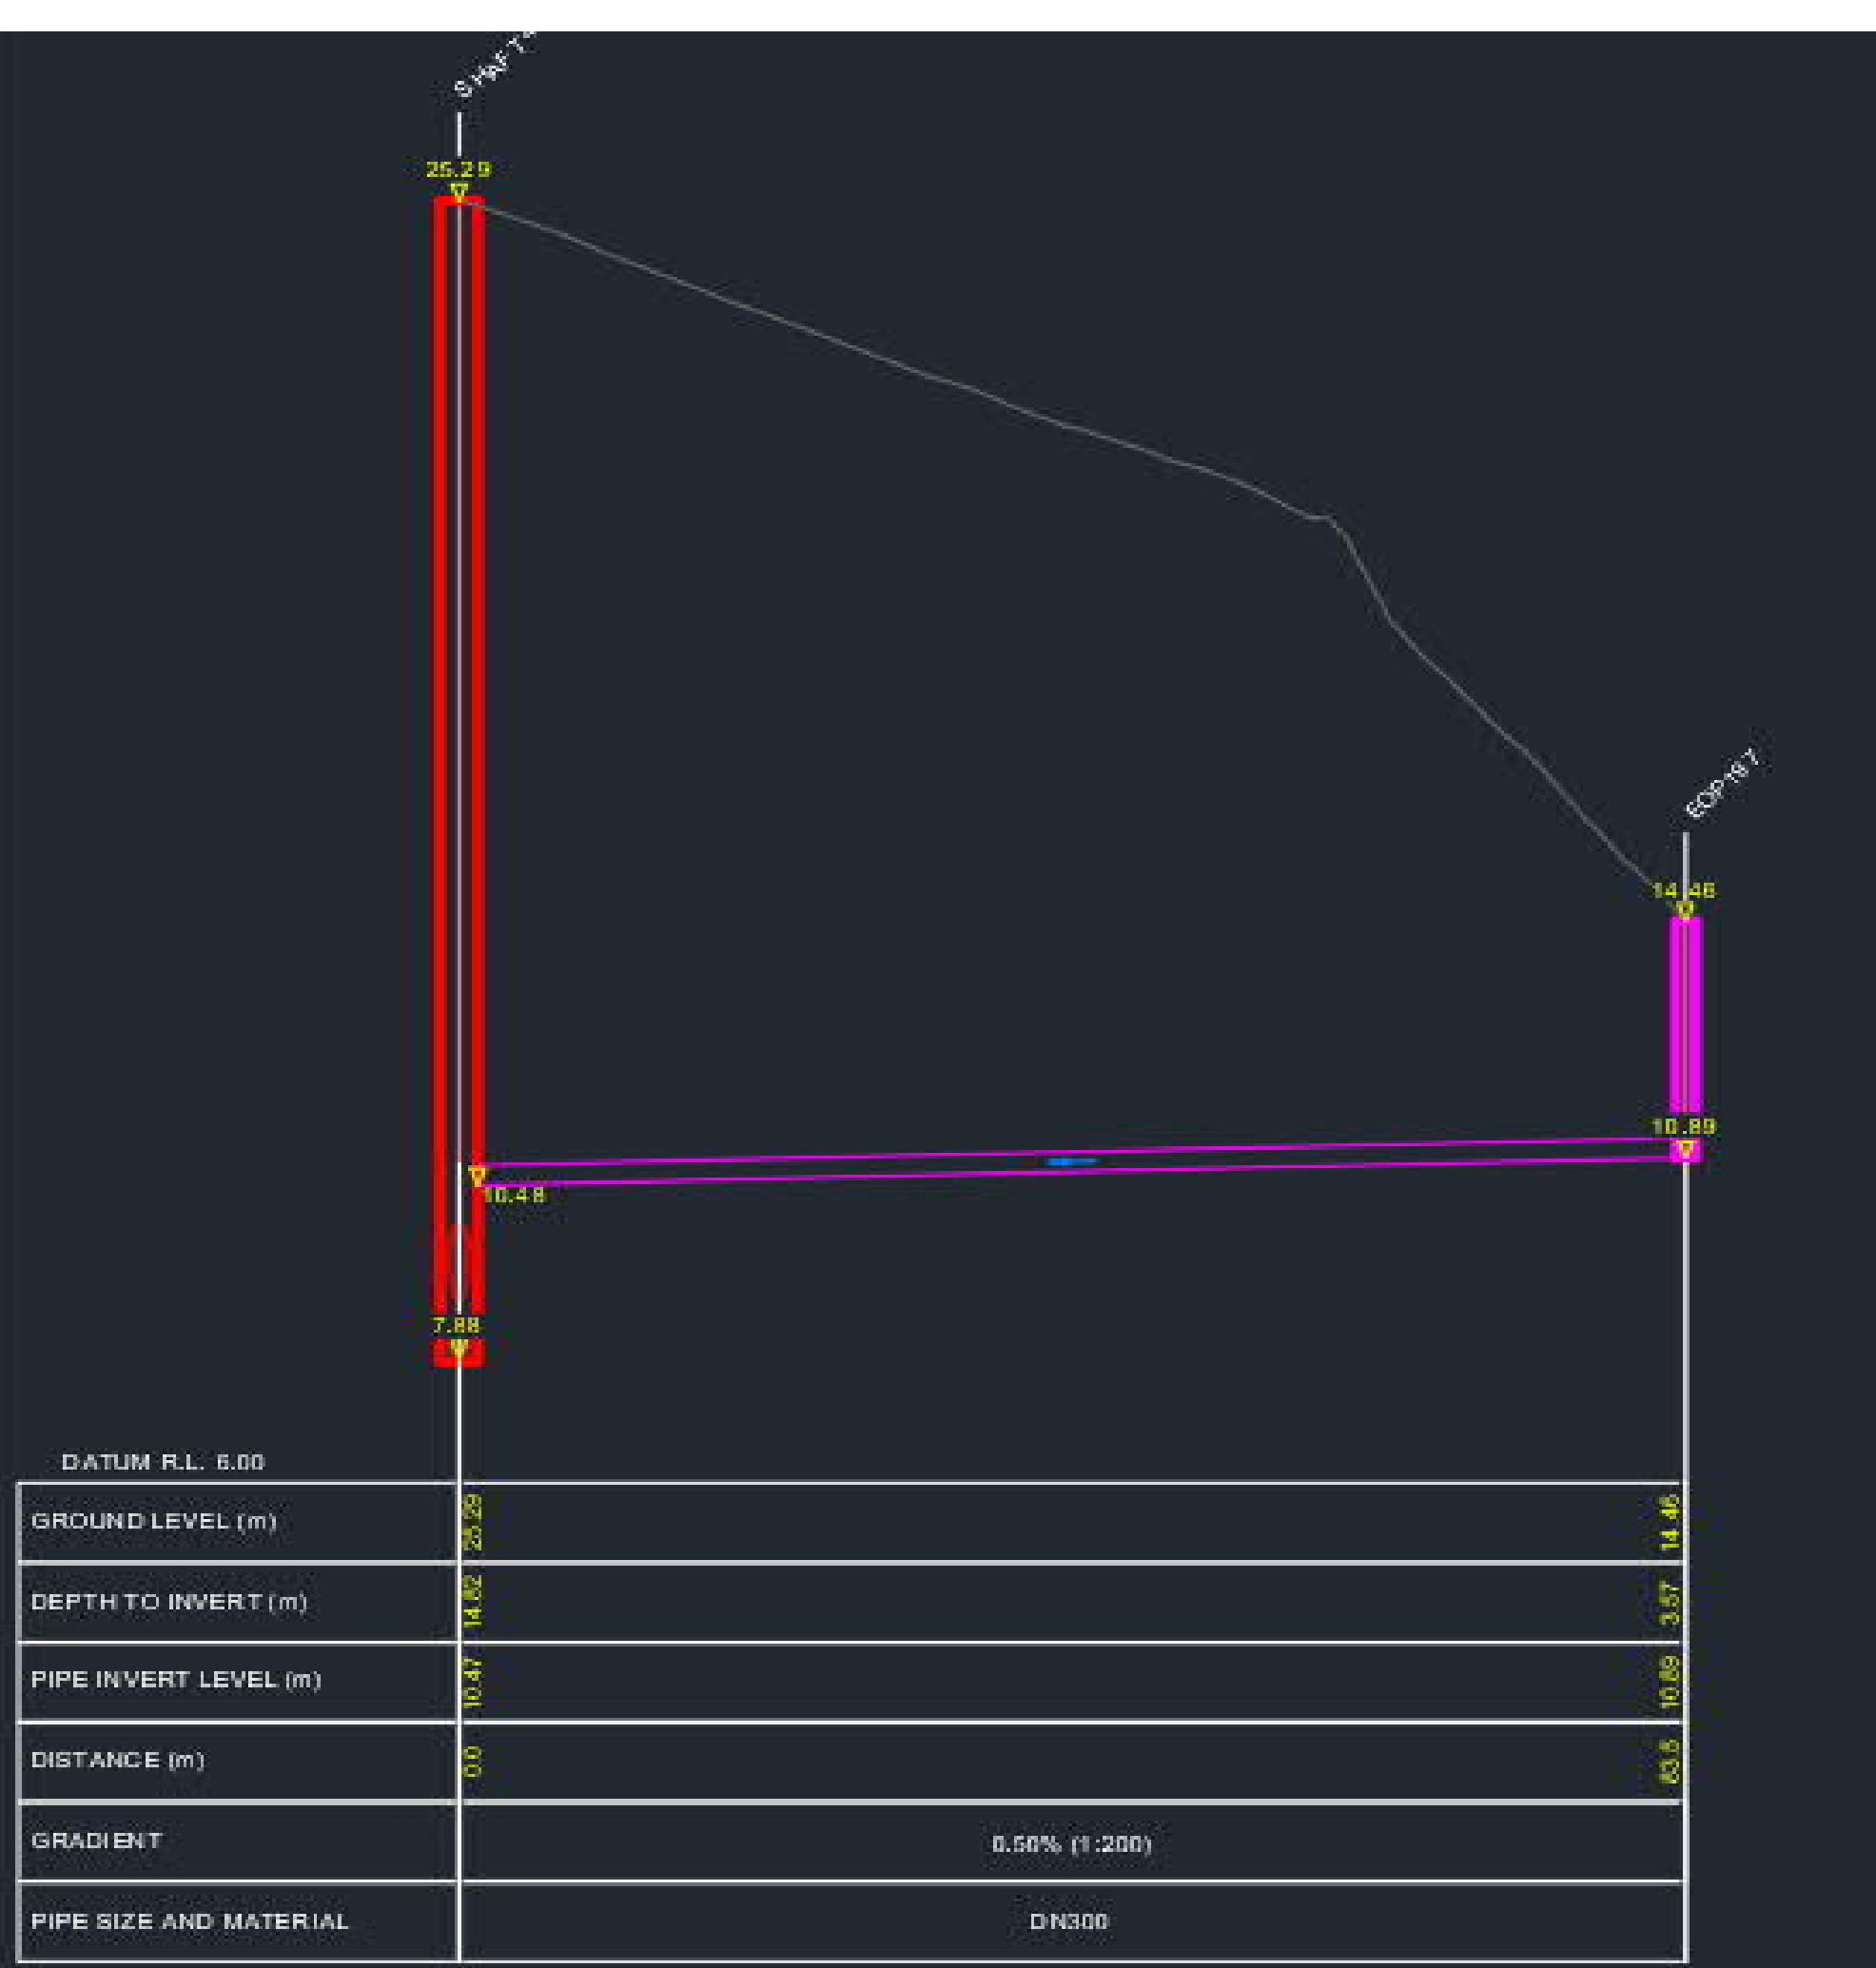 SHAFT
25.29
EOP197
14.46
10.89
10.48
7.88
DATUM R.L. 6.00
GROUND LEVEL (m) 25.29 14.46
DEPTH TO INVERT (m) 14.82 3.57
PIPE INVERT LEVEL (m) 10.47 10.89
DISTANCE (m) 0.0
GRADIENT 0.50% (1:200)
PIPE SIZE AND MATERIAL DN300